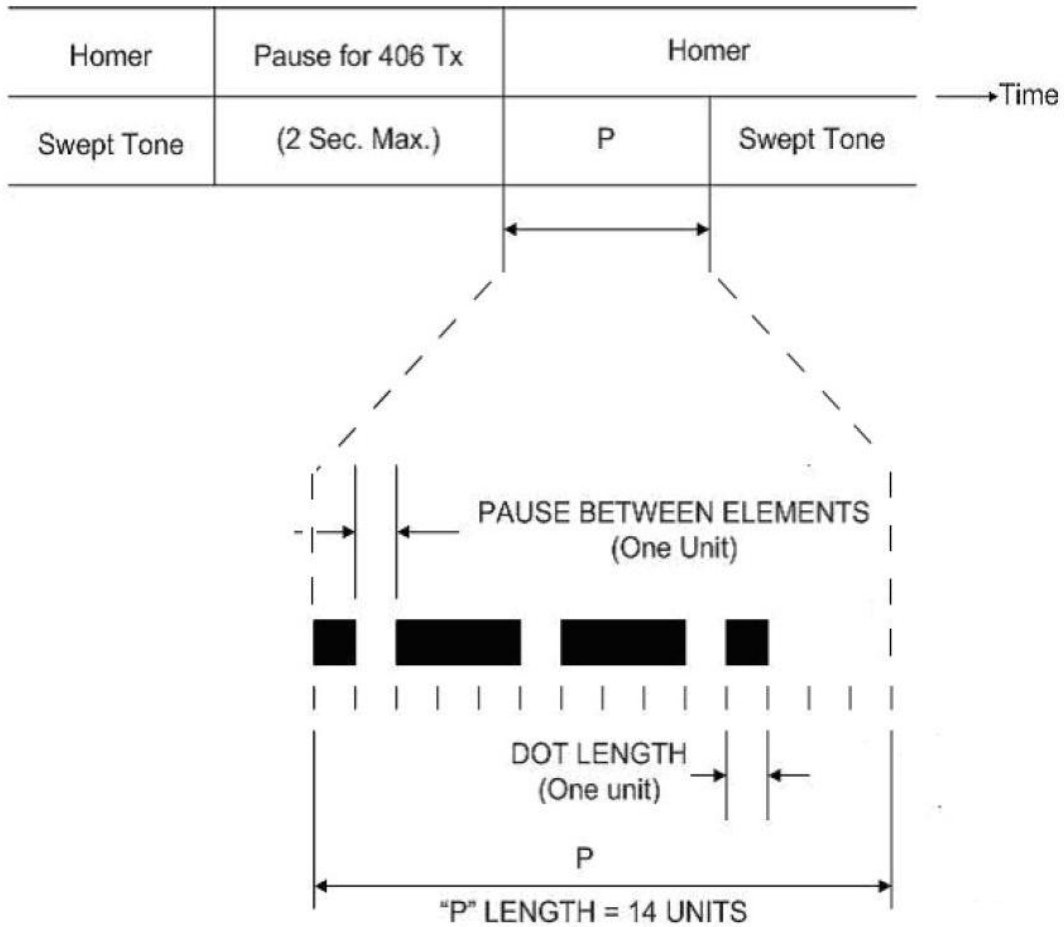 Homer
Pause for 406 Tx
Homer
Time
Swept Tone
(2 Sec. Max.)
P
Swept Tone
PAUSE BETWEEN ELEMENTS
(One Unit)
DOT LENGTH
(One unit)
P
“P” LENGTH = 14 UNITS